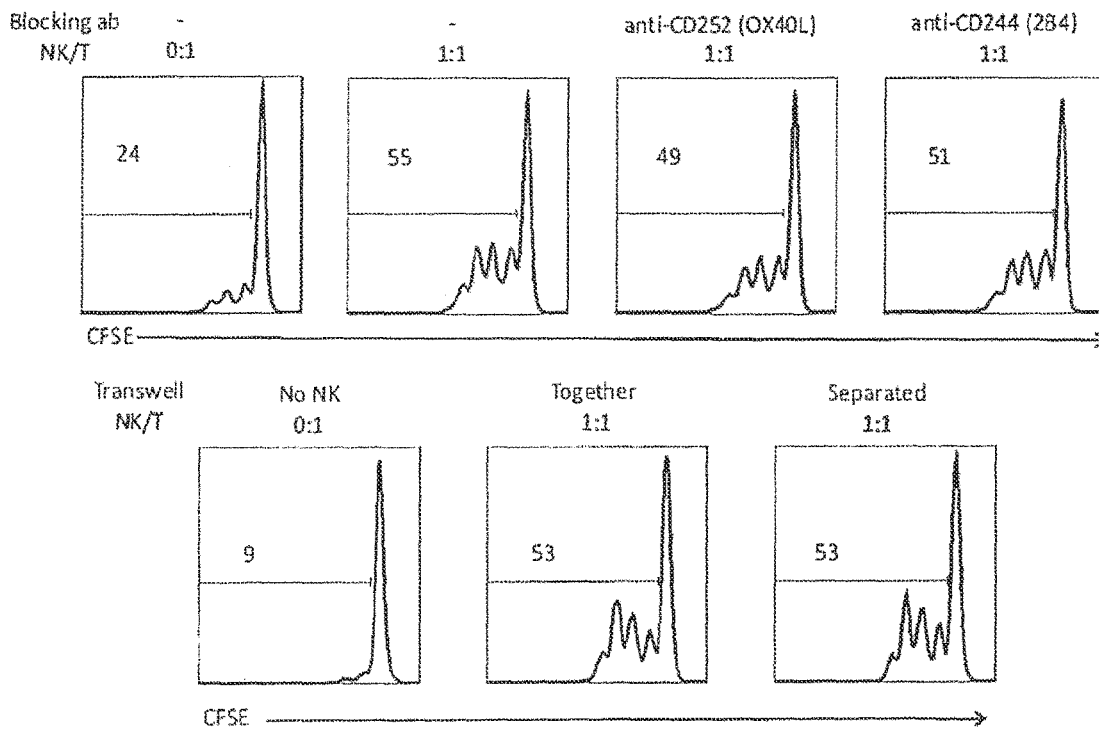 Blocking ab - - anti-CD252 (OX40L) anti-CD244 (2B4)
NK/T 0:1 1:1 1:1 1:1
24 55 49 51
CFSE
Transwell No NK Together Separated
NK/T 0:1 1:1 1:1
9 53 53
CFSE